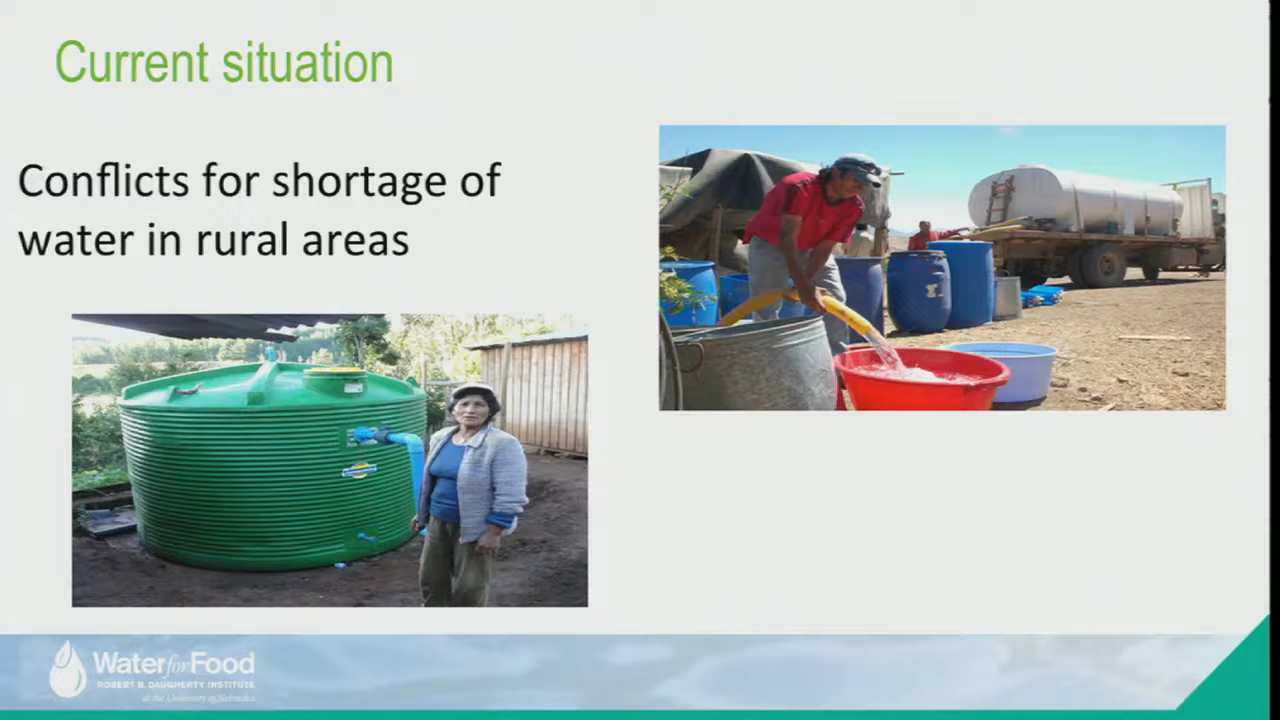 Current situation
Conflicts for shortage of
water in rural areas
Water for Food
ROBERT B. DAUGHERTY INSTITUTE
at the University of Nebraska